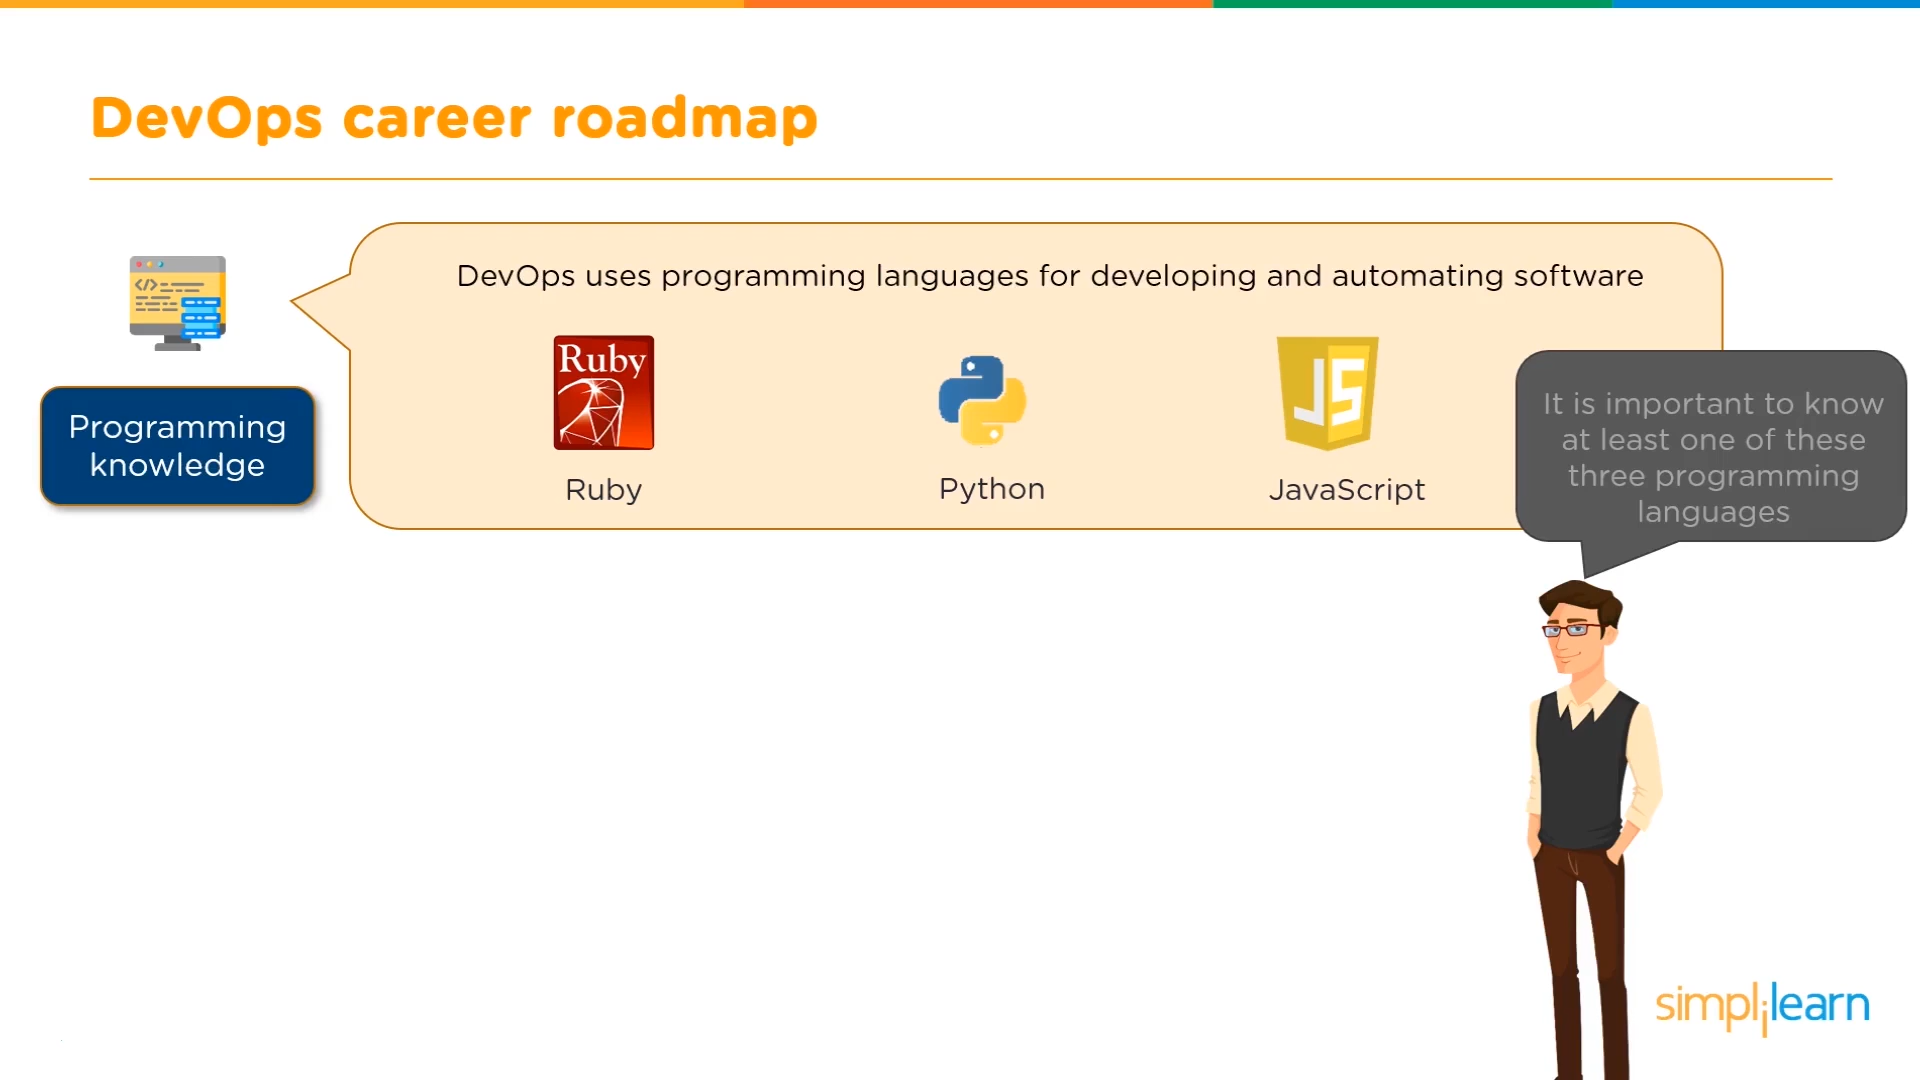 DevOps career roadmap
DevOps uses programming languages for developing and automating software
Programming
knowledge
Ruby
JS
Ruby
Python
JavaScript
It is important to know
at least one of these
three programming
languages
simplilearn